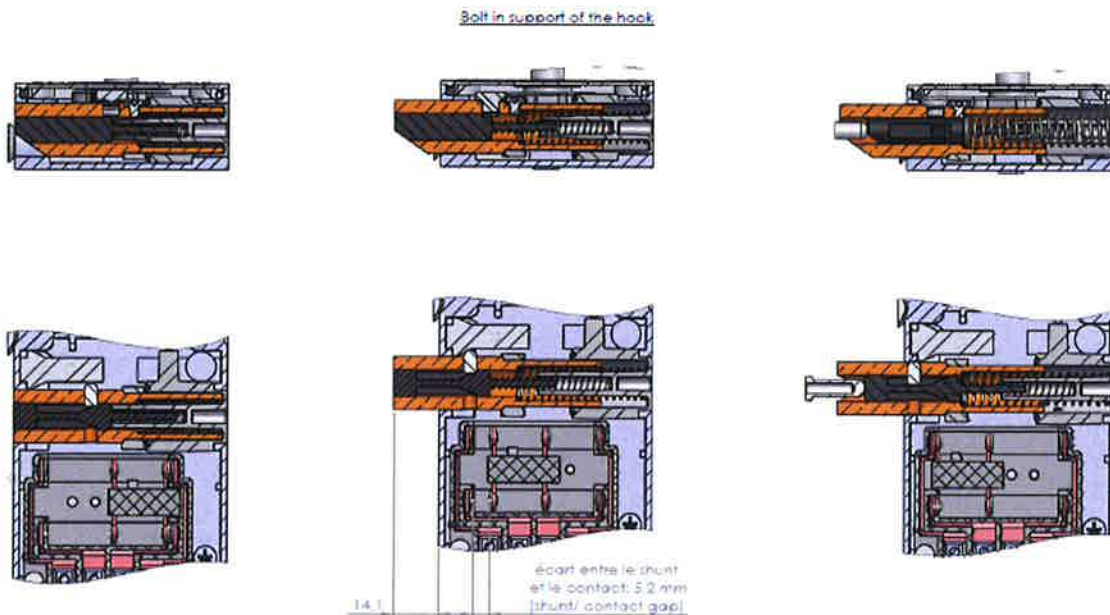 Bolt in support of the hook
écart entre le shunt
et le contact: 5.2 mm
(shunt/ contact gap)
14.1